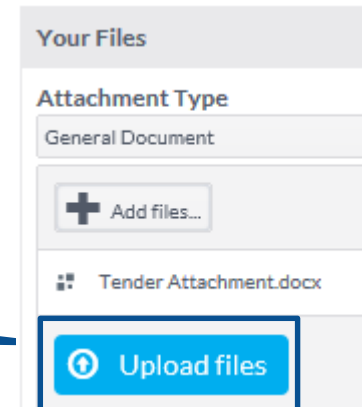 Your Files
Attachment Type
General Document
Add files...
Tender Attachment.docx
Upload files